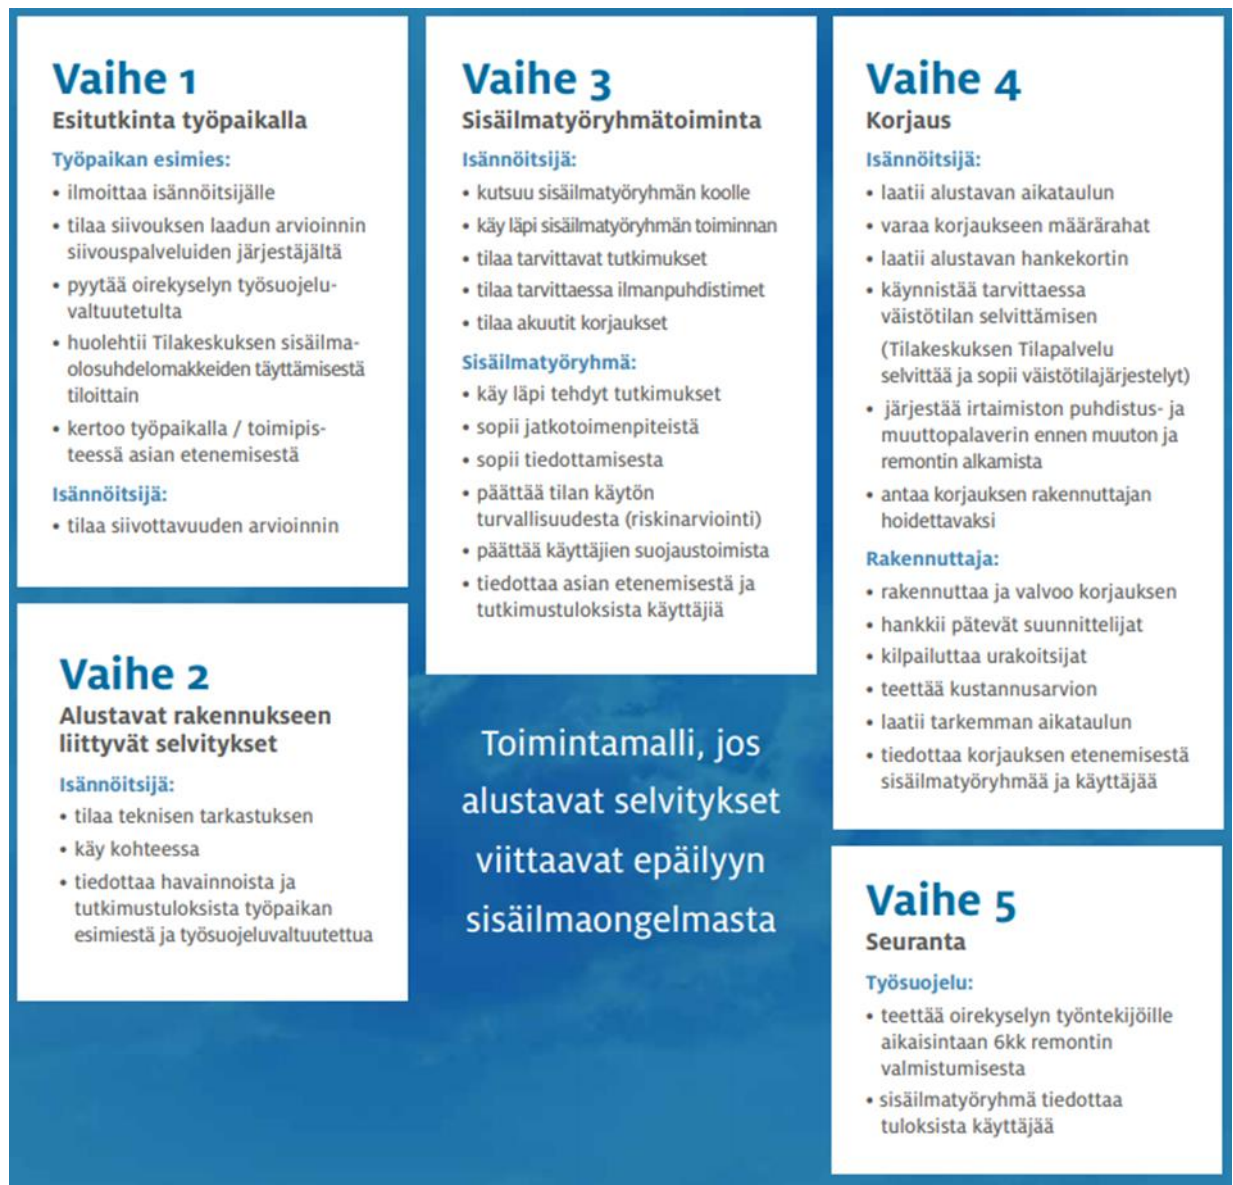 Vaihe 1
Esitutkinta työpaikalla
Työpaikan esimies:
• ilmoittaa isännöitsijälle
• tilaa siivouksen laadun arvioinnin
siivouspalveluiden järjestäjältä
• pyytää oirekyselyn työsuojelu-
valtuutetulta
• huolehtii Tilakeskuksen sisäilma-
olosuhdelomakkeiden täyttämisestä
tiloittain
• kertoo työpaikalla / toimipis-
teessä asian etenemisestä
Isännöitsijä:
• tilaa siivottavuuden arvioinnin
Vaihe 2
Alustavat rakennukseen
liittyvät selvitykset
Isännöitsijä:
• tilaa teknisen tarkastuksen
• käy kohteessa
• tiedottaa havainnoista ja
tutkimustuloksista työpaikan
esimiestä ja työsuojeluvaltuutettua
Vaihe 3
Sisäilmatyöryhmätoiminta
Isännöitsijä:
• kutsuu sisäilmatyöryhmän koolle
• käy läpi sisäilmatyöryhmän toiminnan
• tilaa tarvittavat tutkimukset
• tilaa tarvittaessa ilmanpuhdistimet
• tilaa akuutit korjaukset
Sisäilmatyöryhmä:
• käy läpi tehdyt tutkimukset
• sopii jatkotoimenpiteistä
• sopii tiedottamisesta
• päättää tilan käytön
turvallisuudesta (riskinarviointi)
• päättää käyttäjien suojaustoimista
• tiedottaa asian etenemisestä ja
tutkimustuloksista käyttäjiä
Toimintamalli, jos
alustavat selvitykset
viittaavat epäilyyn
sisäilmaongelmasta
Vaihe 4
Korjaus
Isännöitsijä:
• laatii alustavan aikataulun
• varaa korjaukseen määrärahat
• laatii alustavan hankekortin
• käynnistää tarvittaessa
väistötilan selvittämisen
(Tilakeskuksen Tilapalvelu
selvittää ja sopii väistötilajärjestelyt)
• järjestää irtaimiston puhdistus- ja
muuttopalaverin ennen muuton ja
remontin alkamista
• antaa korjauksen rakennuttajan
hoidettavaksi
Rakennuttaja:
• rakennuttaa ja valvoo korjauksen
• hankkii pätevät suunnittelijat
• kilpailuttaa urakoitsijat
• teettää kustannusarvion
• laatii tarkemman aikataulun
• tiedottaa korjauksen etenemisestä
sisäilmatyöryhmää ja käyttäjää
Vaihe 5
Seuranta
Työsuojelu:
• teettää oirekyselyn työntekijöille
aikaisintaan 6kk remontin
valmistumisesta
• sisäilmatyöryhmä tiedottaa
tuloksista käyttäjää